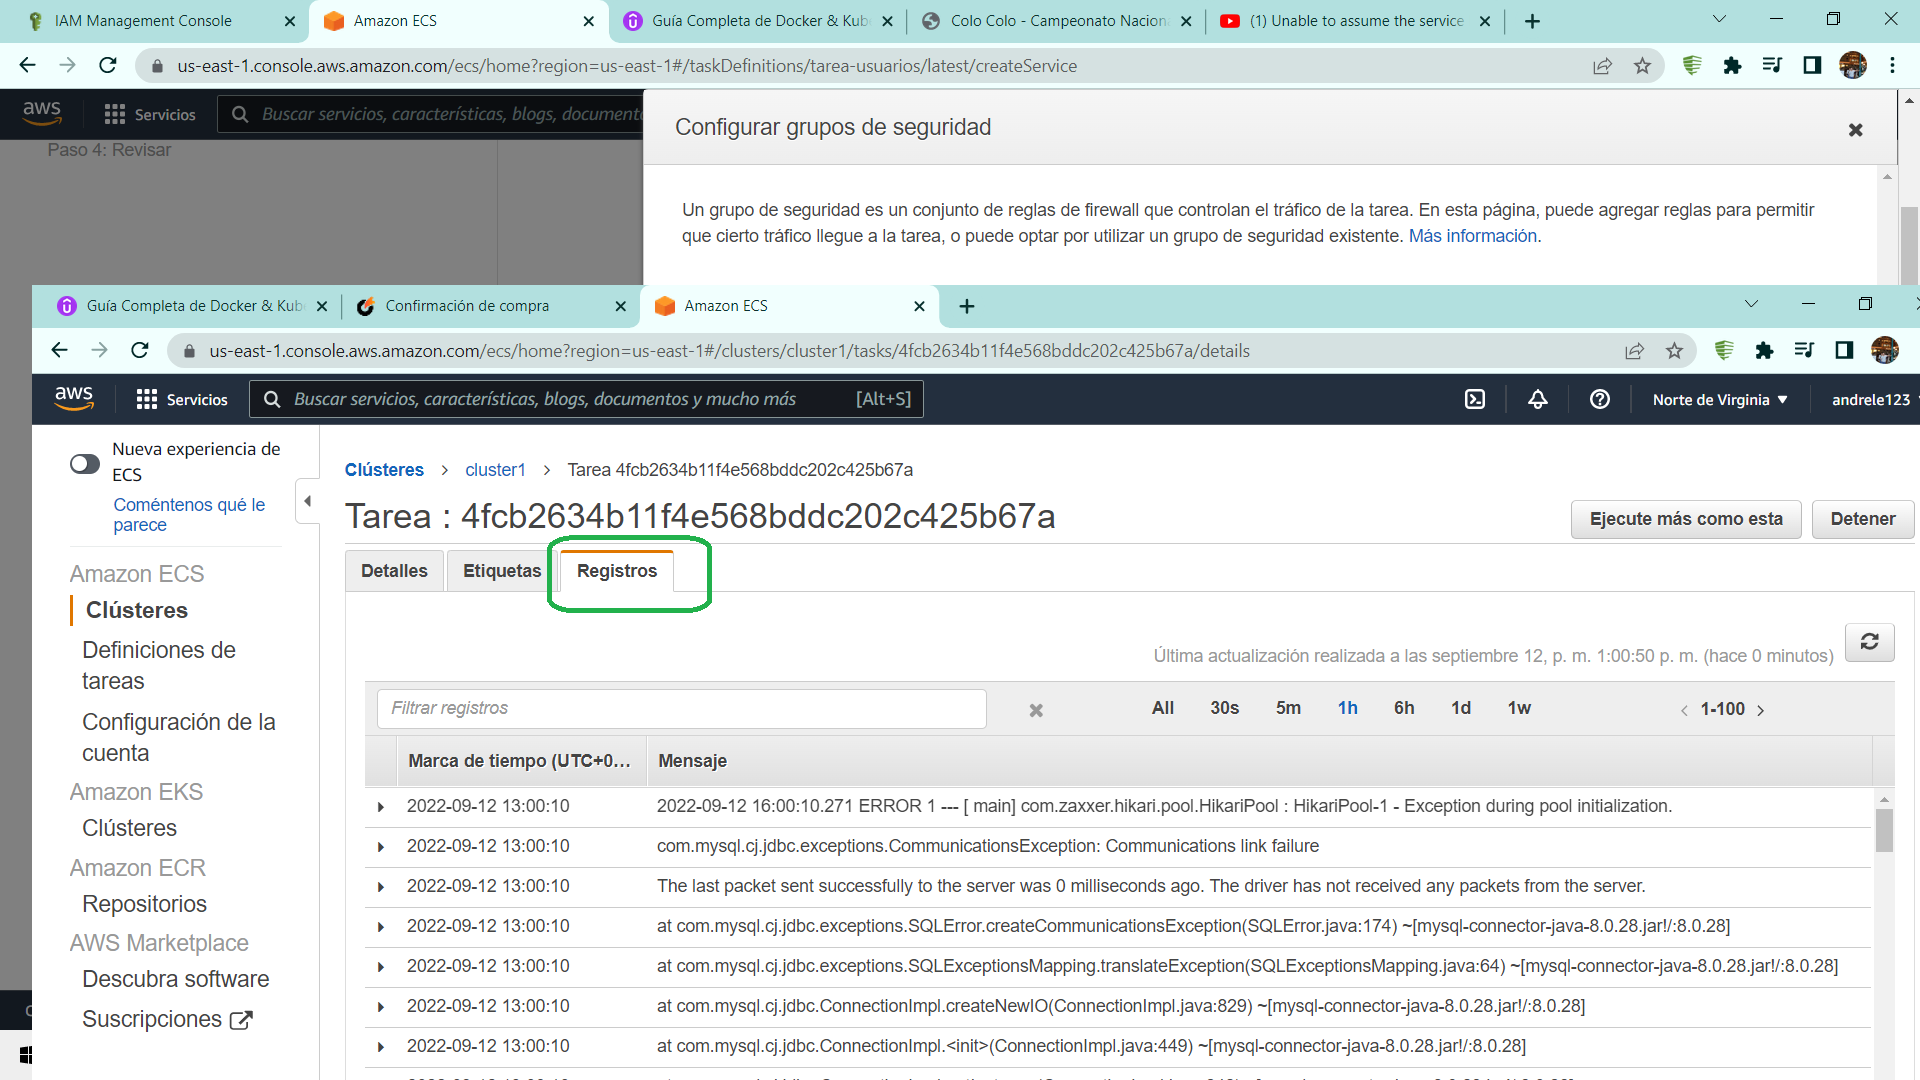 IAM Management Console
Amazon ECS
Guía Completa de Docker & Kub
Colo Colo - Campeonato Nacion
(1) Unable to assume the service
us-east-1.console.aws.amazon.com/ecs/home?region=us-east-1#/taskDefinitions/tarea-usuarios/latest/createService
aws
Servicios
Buscar servicios, características, blogs, documento
Paso 4: Revisar
Configurar grupos de seguridad
Un grupo de seguridad es un conjunto de reglas de firewall que controlan el tráfico de la tarea. En esta página, puede agregar reglas para permitir
que cierto tráfico llegue a la tarea, o puede optar por utilizar un grupo de seguridad existente. Más información.
Guía Completa de Docker & Kub
Confirmación de compra
Amazon ECS
us-east-1.console.aws.amazon.com/ecs/home?region=us-east-1#/clusters/cluster1/tasks/4fcb2634b11f4e568bddc202c425b67a/details
aws
Servicios
Buscar servicios, características, blogs, documentos y mucho más [Alt+S]
Norte de Virginia
andrele123
Nueva experiencia de
ECS
Coméntenos qué le
parece
Amazon ECS
Clústeres
Definiciones de
tareas
Configuración de la
cuenta
Amazon EKS
Clústeres
Amazon ECR
Repositorios
AWS Marketplace
Descubra software
Suscripciones
Clústeres > cluster1 > Tarea 4fcb2634b11f4e568bddc202c425b67a
Tarea : 4fcb2634b11f4e568bddc202c425b67a
Ejecute más como esta
Detener
Detalles
Etiquetas
Registros
Última actualización realizada a las septiembre 12, p. m. 1:00:50 p. m. (hace 0 minutos)
Filtrar registros
All 30s 5m 1h 6h 1d 1w
< 1-100 >
Marca de tiempo (UTC+0... Mensaje
2022-09-12 13:00:10 2022-09-12 16:00:10.271 ERROR 1 --- [ main] com.zaxxer.hikari.pool.HikariPool : HikariPool-1 - Exception during pool initialization.
2022-09-12 13:00:10 com.mysql.cj.jdbc.exceptions.CommunicationsException: Communications link failure
2022-09-12 13:00:10 The last packet sent successfully to the server was 0 milliseconds ago. The driver has not received any packets from the server.
2022-09-12 13:00:10 at com.mysql.cj.jdbc.exceptions.SQLError.createCommunicationsException(SQLError.java:174) ~[mysql-connector-java-8.0.28.jar!/:8.0.28]
2022-09-12 13:00:10 at com.mysql.cj.jdbc.exceptions.SQLExceptionsMapping.translateException(SQLExceptionsMapping.java:64) ~[mysql-connector-java-8.0.28.jar!/:8.0.28]
2022-09-12 13:00:10 at com.mysql.cj.jdbc.ConnectionImpl.createNewIO(ConnectionImpl.java:829) ~[mysql-connector-java-8.0.28.jar!/:8.0.28]
2022-09-12 13:00:10 at com.mysql.cj.jdbc.ConnectionImpl.<init>(ConnectionImpl.java:449) ~[mysql-connector-java-8.0.28.jar!/:8.0.28]